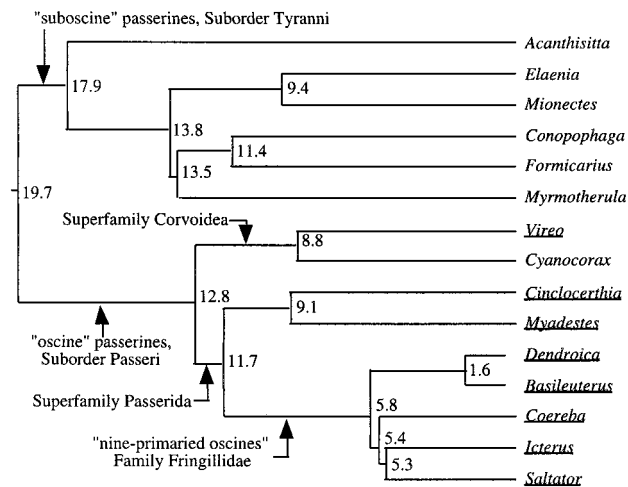 "suboscine" passerines, Suborder Tyranni
Acanthisitta
17.9
Elaenia
9.4
Mionectes
13.8
Conopophaga
11.4
13.5
Formicarius
19.7
Myrmotherula
Superfamily Corvoidea
Vireo
8.8
Cyanocorax
12.8
Cinclocerthia
9.1
Myadestes
"oscine" passerines,
Suborder Passeri
11.7
Dendroica
1.6
Basileuterus
Superfamily Passerida
5.8
Coereba
"nine-primaried oscines"
Family Fringillidae
5.4
Icterus
5.3
Saltator